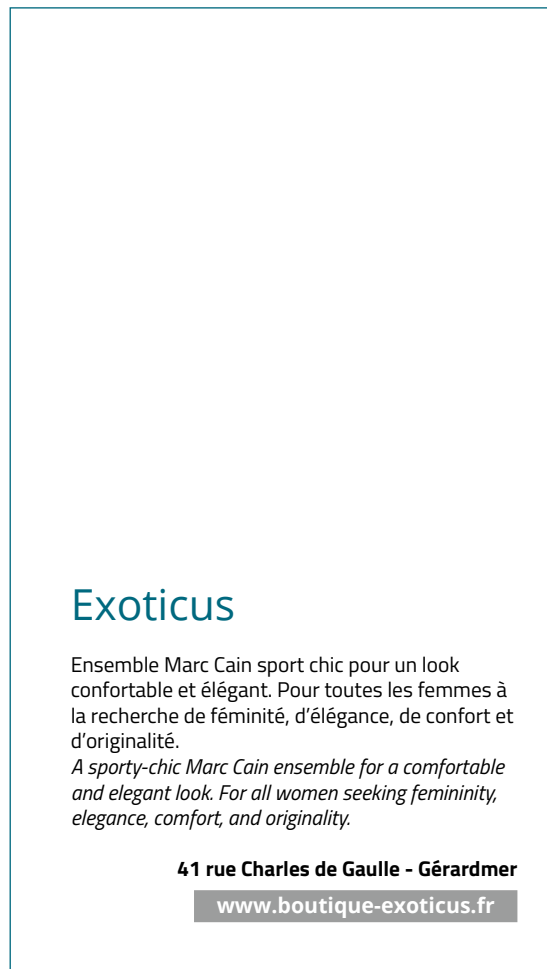 Exoticus
Ensemble Marc Cain sport chic pour un look
confortable et élégant. Pour toutes les femmes à
la recherche de féminité, d’élégance, de confort et
d’originalité.
A sporty-chic Marc Cain ensemble for a comfortable
and elegant look. For all women seeking femininity,
elegance, comfort, and originality.
41 rue Charles de Gaulle - Gérardmer
www.boutique-exoticus.fr